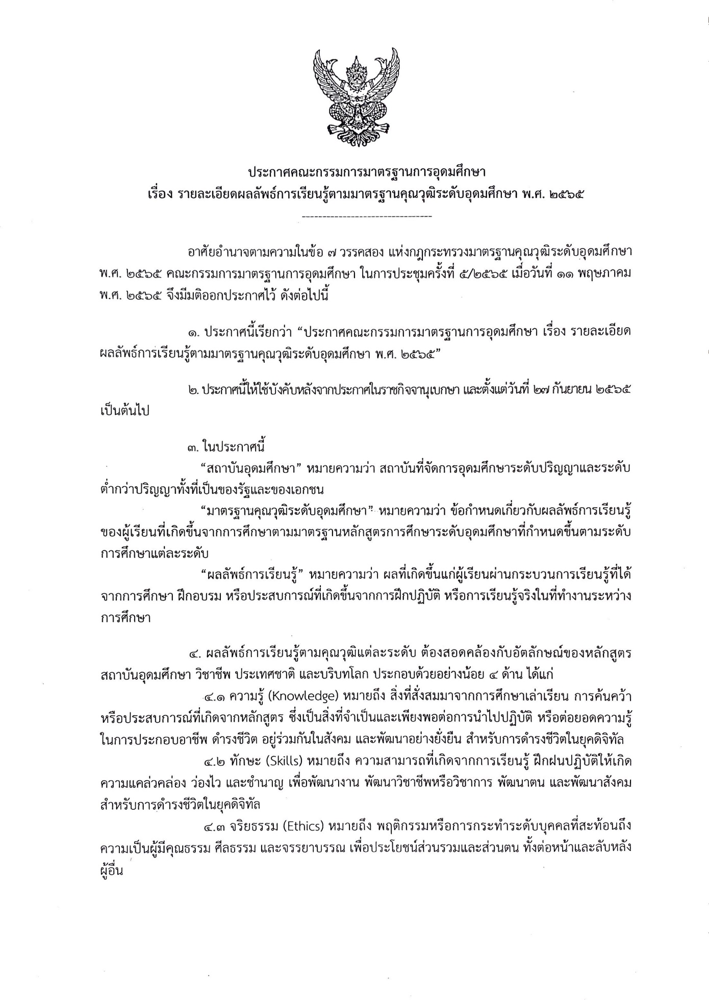 ประกาศคณะกรรมการมาตรฐานการอุดมศึกษา
เรื่อง รายละเอียดผลลัพธ์การเรียนรู้ตามมาตรฐานคุณวุฒิระดับอุดมศึกษา พ.ศ. ๒๕๖๕
--------------------------------
อาศัยอำนาจตามความในข้อ ๗ วรรคสอง แห่งกฎกระทรวงมาตรฐานคุณวุฒิระดับอุดมศึกษา
พ.ศ. ๒๕๖๕ คณะกรรมการมาตรฐานการอุดมศึกษา ในการประชุมครั้งที่ ๕/๒๕๖๕ เมื่อวันที่ ๑๑ พฤษภาคม
พ.ศ. ๒๕๖๕ จึงมีมติออกประกาศไว้ ดังต่อไปนี้
๑. ประกาศนี้เรียกว่า “ประกาศคณะกรรมการมาตรฐานการอุดมศึกษา เรื่อง รายละเอียด
ผลลัพธ์การเรียนรู้ตามมาตรฐานคุณวุฒิระดับอุดมศึกษา พ.ศ. ๒๕๖๕”
๒. ประกาศนี้ให้ใช้บังคับหลังจากประกาศในราชกิจจานุเบกษา และตั้งแต่วันที่ ๒๗ กันยายน ๒๕๖๕
เป็นต้นไป
๓. ในประกาศนี้
“สถาบันอุดมศึกษา” หมายความว่า สถาบันที่จัดการอุดมศึกษาระดับปริญญาและระดับ
ต่ำกว่าปริญญาทั้งที่เป็นของรัฐและของเอกชน
“มาตรฐานคุณวุฒิระดับอุดมศึกษา” หมายความว่า ข้อกำหนดเกี่ยวกับผลลัพธ์การเรียนรู้
ของผู้เรียนที่เกิดขึ้นจากการศึกษาตามมาตรฐานหลักสูตรการศึกษาระดับอุดมศึกษาที่กำหนดขึ้นตามระดับ
การศึกษาแต่ละระดับ
“ผลลัพธ์การเรียนรู้” หมายความว่า ผลที่เกิดขึ้นแก่ผู้เรียนผ่านกระบวนการเรียนรู้ที่ได้
จากการศึกษา ฝึกอบรม หรือประสบการณ์ที่เกิดขึ้นจากการฝึกปฏิบัติ หรือการเรียนรู้จริงในที่ทำงานระหว่าง
การศึกษา
๔. ผลลัพธ์การเรียนรู้ตามคุณวุฒิแต่ละระดับ ต้องสอดคล้องกับอัตลักษณ์ของหลักสูตร
สถาบันอุดมศึกษา วิชาชีพ ประเทศชาติ และบริบทโลก ประกอบด้วยอย่างน้อย ๔ ด้าน ได้แก่
๔.๑ ความรู้ (Knowledge) หมายถึง สิ่งที่สั่งสมมาจากการศึกษาเล่าเรียน การค้นคว้า
หรือประสบการณ์ที่เกิดจากหลักสูตร ซึ่งเป็นสิ่งที่จำเป็นและเพียงพอต่อการนำไปปฏิบัติ หรือต่อยอดความรู้
ในการประกอบอาชีพ ดำรงชีวิต อยู่ร่วมกันในสังคม และพัฒนาอย่างยั่งยืน สำหรับการดำรงชีวิตในยุคดิจิทัล
๔.๒ ทักษะ (Skills) หมายถึง ความสามารถที่เกิดจากการเรียนรู้ ฝึกฝนปฏิบัติให้เกิด
ความแคล่วคล่อง ว่องไว และชำนาญ เพื่อพัฒนางาน พัฒนาวิชาชีพหรือวิชาการ พัฒนาตน และพัฒนาสังคม
สำหรับการดำรงชีวิตในยุคดิจิทัล
๔.๓ จริยธรรม (Ethics) หมายถึง พฤติกรรมหรือการกระทำระดับบุคคลที่สะท้อนถึง
ความเป็นผู้มีคุณธรรม ศีลธรรม และจรรยาบรรณ เพื่อประโยชน์ส่วนรวมและส่วนตน ทั้งต่อหน้าและลับหลัง
ผู้อื่น